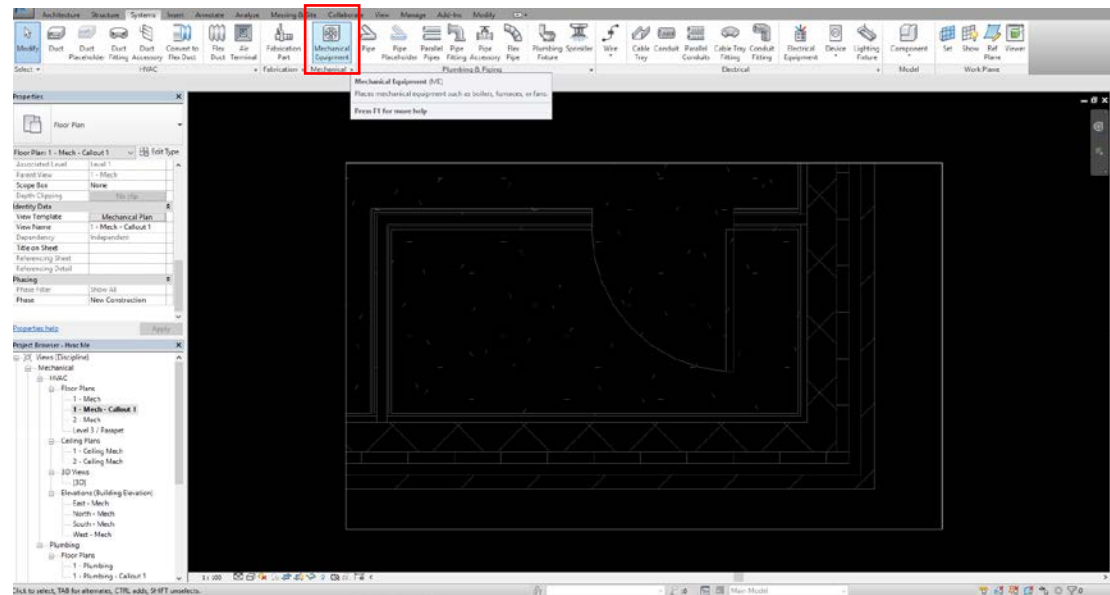 Architecture Structure Systems Insert Annotate Analyze Massing & Site Collaborate View Manage Add-Ins Modify
Modify Duct Duct Placeholder Duct Fitting Duct Accessory Convert to Flex Duct Flex Duct Air Terminal Fabrication Part Mechanical Equipment Pipe Pipe Placeholder Parallel Pipes Pipe Fitting Pipe Accessory Flex Pipe Plumbing Fixture Sprinkler Wire Cable Tray Conduit Parallel Conduits Cable Tray Fitting Conduit Fitting Electrical Equipment Device Lighting Fixture Component Set Show Ref Plane Viewer
Select HVAC Fabrication Mechanical Plumbing & Piping Electrical Model Work Plane
Mechanical Equipment (ME)
Places mechanical equipment such as boilers, furnaces, or fans.
Press F1 for more help
Properties
Floor Plan
Floor Plan: 1 - Mech - Callout 1 Edit Type
Associated Level Level 1
Parent View 1 - Mech
Scope Box None
Depth Clipping No clip
Identity Data
View Template Mechanical Plan
View Name 1 - Mech - Callout 1
Dependency Independent
Title on Sheet
Referencing Sheet
Referencing Detail
Phasing
Phase Filter Show All
Phase New Construction
Properties help Apply
Project Browser - Hvac file
Views (Discipline)
Mechanical
HVAC
Floor Plans
1 - Mech
1 - Mech - Callout 1
2 - Mech
Level 3 / Parapet
Ceiling Plans
1 - Ceiling Mech
2 - Ceiling Mech
3D Views
{3D}
Elevations (Building Elevation)
East - Mech
North - Mech
South - Mech
West - Mech
Plumbing
Floor Plans
1 - Plumbing
1 - Plumbing - Callout 1
1 : 100
Click to select, TAB for alternates, CTRL adds, SHIFT unselects. :0 Main Model :0